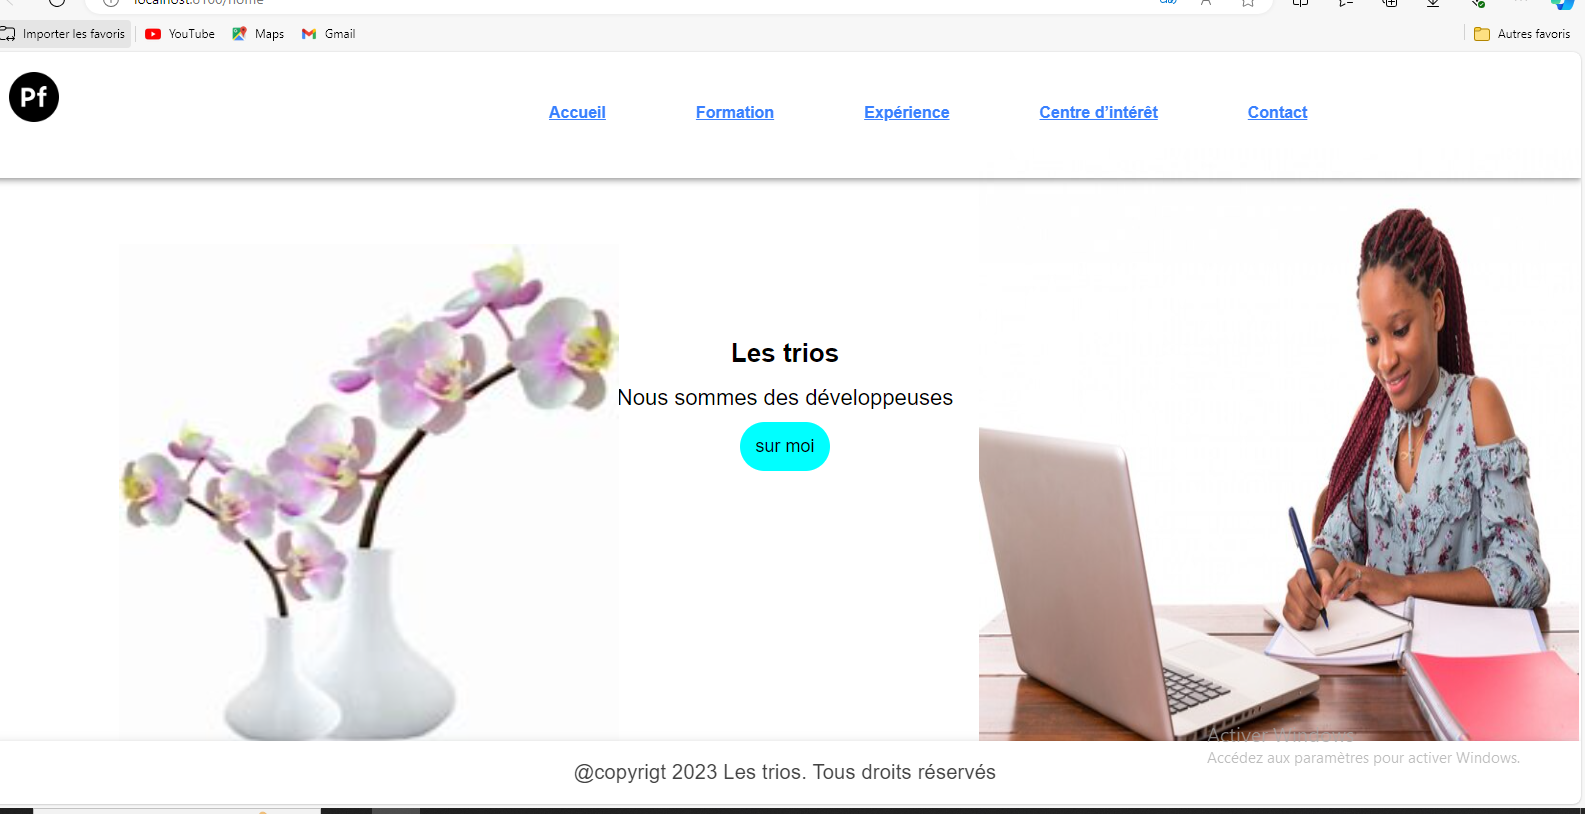 localhost:8100/home
Importer les favoris
YouTube
Maps
Gmail
Autres favoris
Pf
Accueil
Formation
Expérience
Centre d’intérêt
Contact
Les trios
Nous sommes des développeuses
sur moi
Activer Windows
Accédez aux paramètres pour activer Windows.
@copyrigt 2023 Les trios. Tous droits réservés